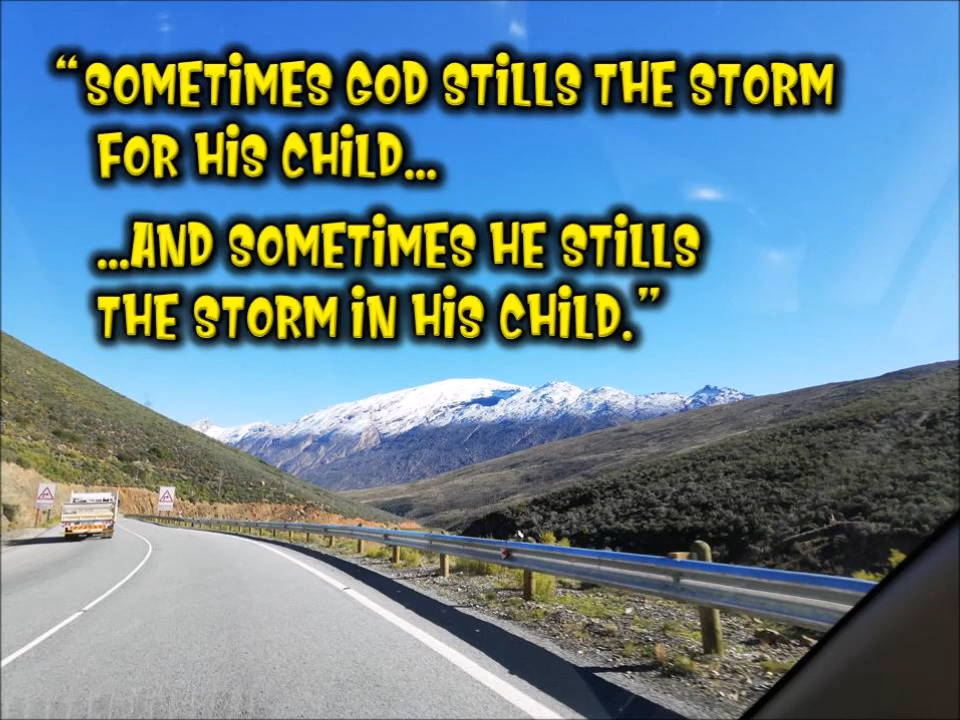 “SOMETIMES GOD STILLS THE STORM
FOR HIS CHILD...
...AND SOMETIMES HE STILLS
THE STORM IN HIS CHILD.”